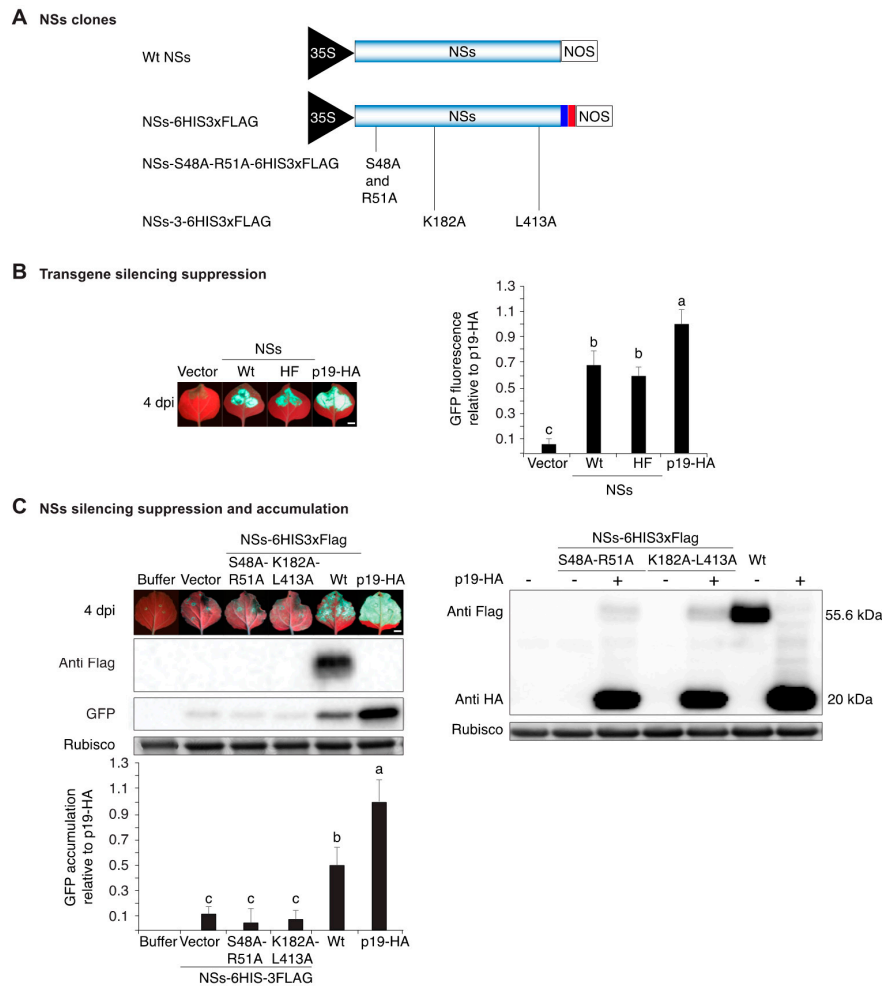 A NSs clones
Wt NSs
35S
NSs
NOS
NSs-6HIS3xFLAG
35S
NSs
NOS
NSs-S48A-R51A-6HIS3xFLAG
S48A
and
R51A
NSs-3-6HIS3xFLAG
K182A
L413A
B Transgene silencing suppression
NSs
Vector Wt HF p19-HA
4 dpi
GFP fluorescence
relative to p19-HA
1.3
1.1
0.9
0.7
0.5
0.3
0.1
c
b
b
a
Vector Wt HF p19-HA
NSs
C NSs silencing suppression and accumulation
NSs-6HIS3xFlag
Buffer Vector S48A-R51A K182A-L413A Wt p19-HA
4 dpi
Anti Flag
GFP
Rubisco
GFP accumulation
relative to p19-HA
1.3
1.1
0.9
0.7
0.5
0.3
0.1
c
c
c
b
a
Buffer Vector S48A-R51A K182A-L413A Wt p19-HA
NSs-6HIS-3FLAG
NSs-6HIS3xFlag
S48A-R51A K182A-L413A Wt
p19-HA - - + - + - +
Anti Flag
55.6 kDa
Anti HA
20 kDa
Rubisco